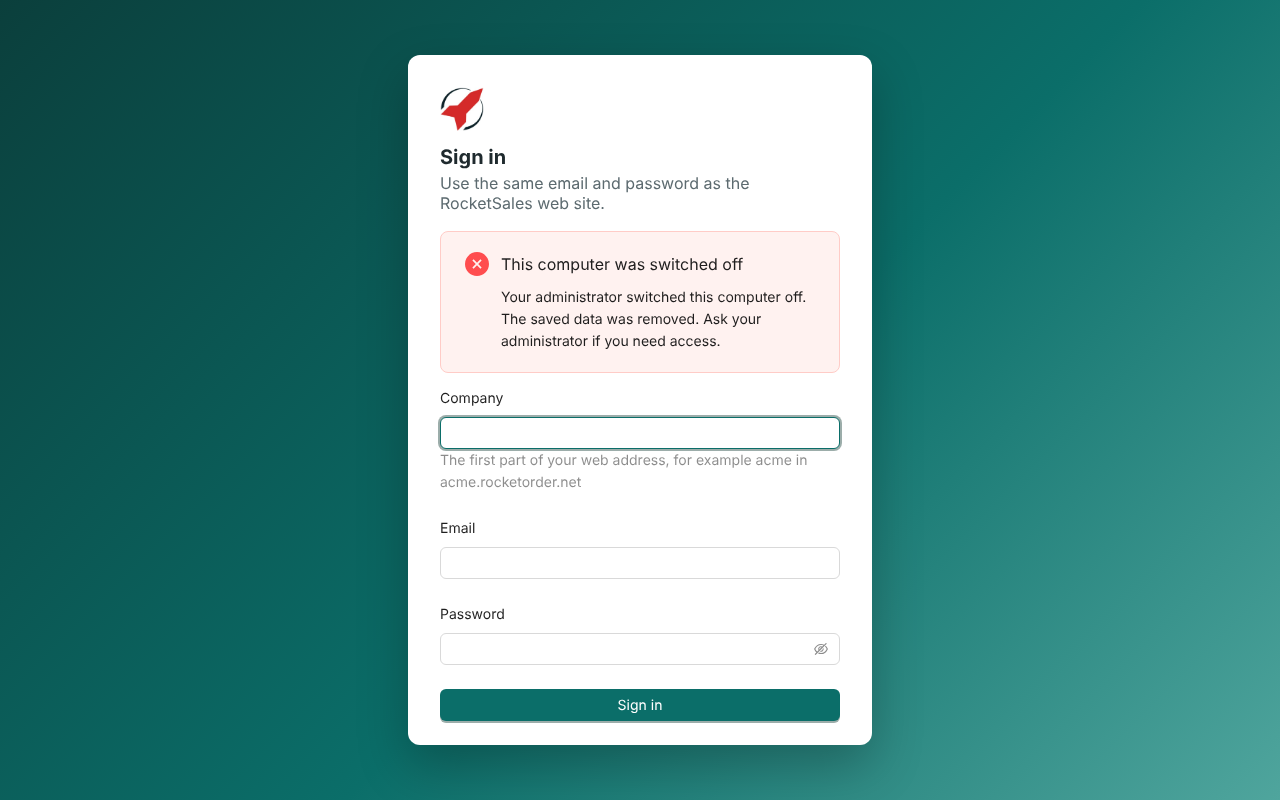 Sign in
Use the same email and password as the
RocketSales web site.
This computer was switched off
Your administrator switched this computer off.
The saved data was removed. Ask your
administrator if you need access.
Company
The first part of your web address, for example acme in
acme.rocketorder.net
Email
Password
Sign in